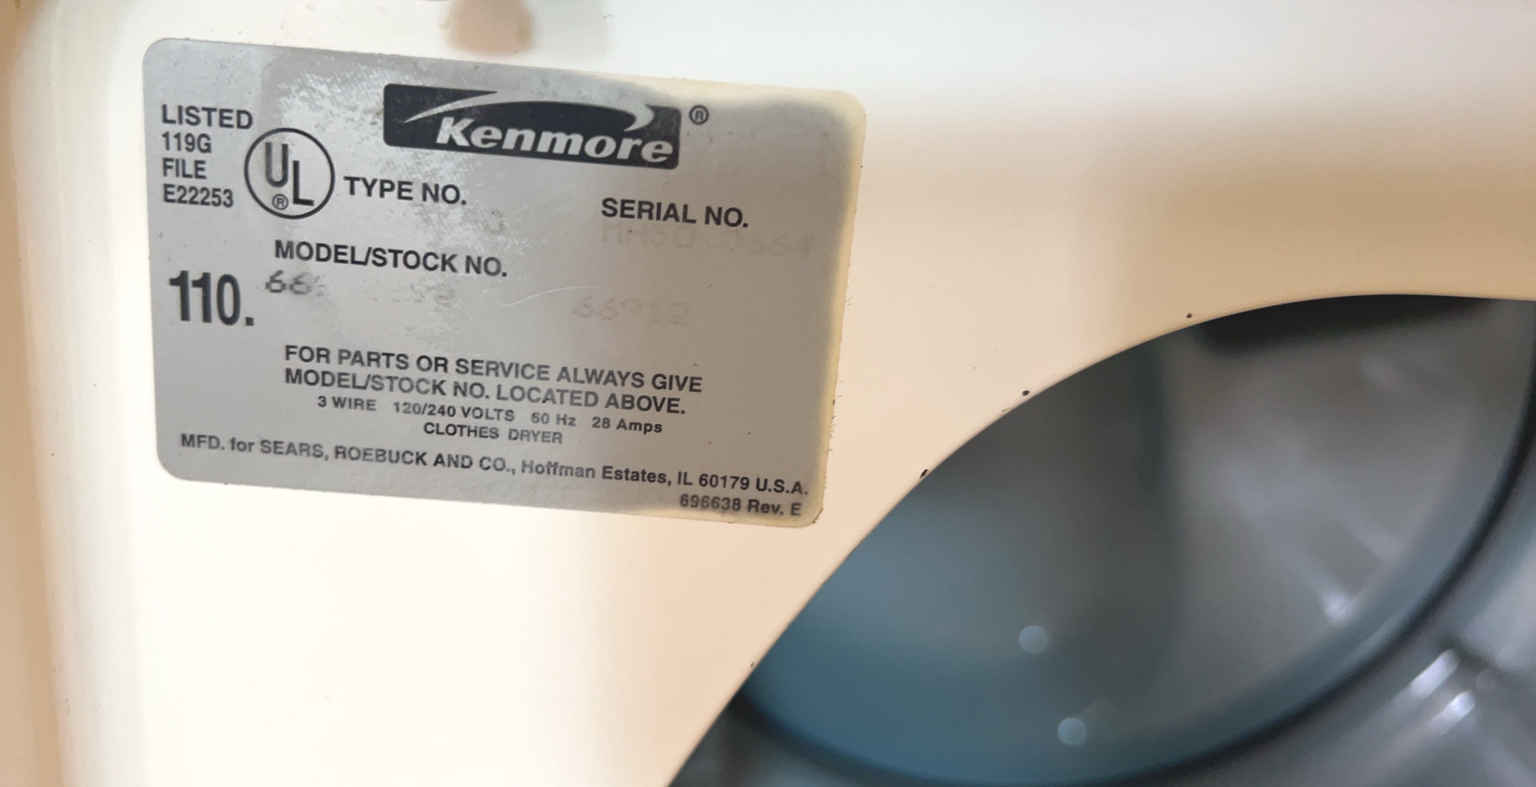 Kenmore®
LISTED
119G
FILE
E22253
UL®
TYPE NO.
SERIAL NO.
MODEL/STOCK NO.
110.
FOR PARTS OR SERVICE ALWAYS GIVE
MODEL/STOCK NO. LOCATED ABOVE.
3 WIRE 120/240 VOLTS 60 Hz 28 Amps
CLOTHES DRYER
MFD. for SEARS, ROEBUCK AND CO., Hoffman Estates, IL 60179 U.S.A.
696638 Rev. E